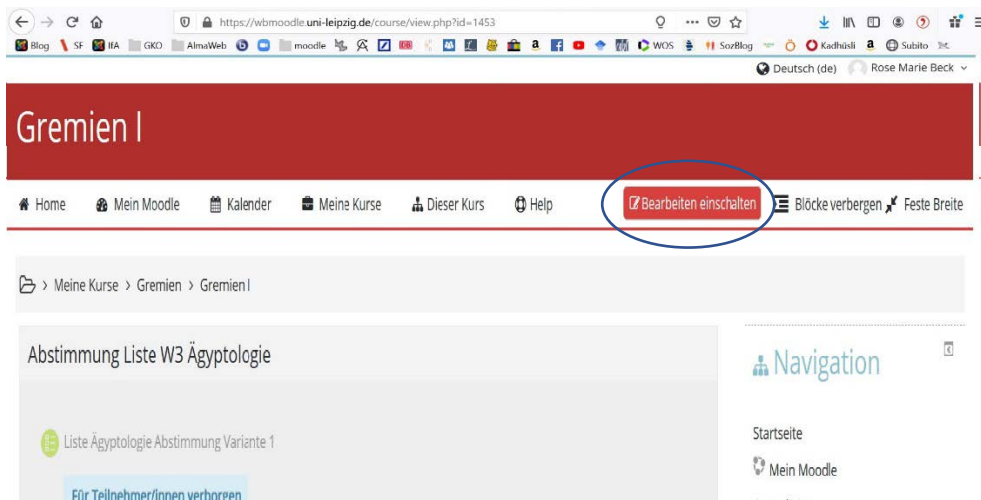 https://wbmoodle.uni-leipzig.de/course/view.php?id=1453
Blog SF IfA GKO AlmaWeb moodle WOS SozBlog Kadhüsli Subito
Deutsch (de) Rose Marie Beck
Gremien I
Home Mein Moodle Kalender Meine Kurse Dieser Kurs Help Bearbeiten einschalten Blöcke verbergen Feste Breite
> Meine Kurse > Gremien > Gremien I
Abstimmung Liste W3 Ägyptologie
Navigation
Liste Ägyptologie Abstimmung Variante 1
Startseite
Mein Moodle
Für Teilnehmer/innen verborgen